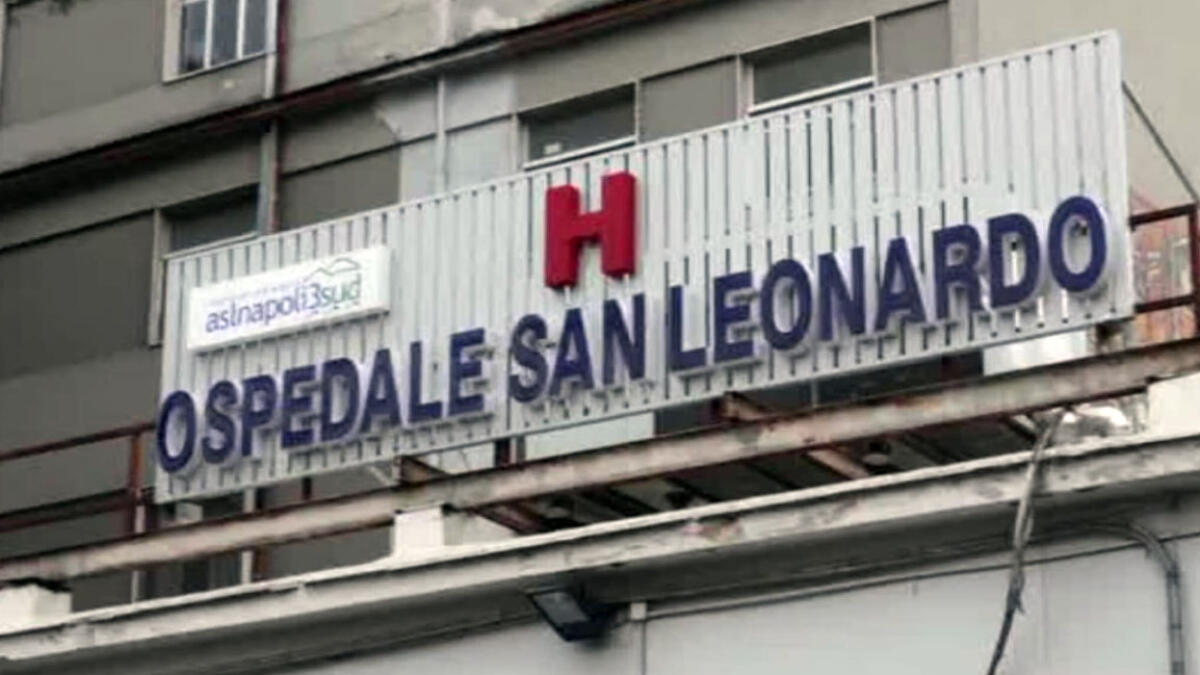 H
aslnapoli3sud
OSPEDALE SAN LEONARDO